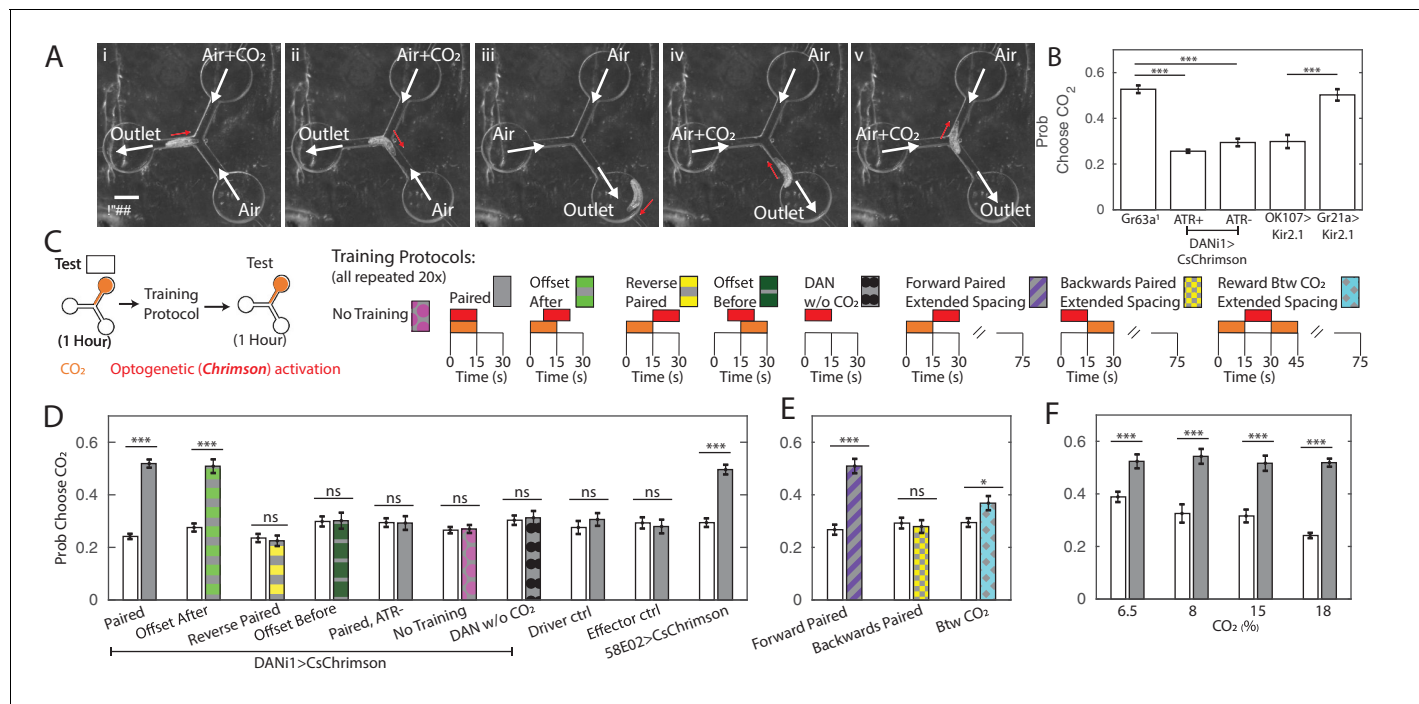 A
i
Air+CO₂
Outlet
Air
!"##
ii
Air+CO₂
Outlet
Air
iii
Air
Air
Outlet
iv
Air
Air+CO₂
Outlet
v
Air
Air+CO₂
Outlet
B
Prob
Choose CO₂
0.6
0.4
0.2
0
***
***
***
Gr63a¹
ATR+
ATR-
OK107>
Kir2.1
Gr21a>
Kir2.1
DANi1>
CsChrimson
C
Test
(1 Hour)
Training
Protocol
Test
(1 Hour)
CO₂
Optogenetic (Chrimson) activation
Training Protocols:
(all repeated 20x)
No Training
Paired
0 15 30
Time (s)
Offset
After
0 15 30
Time (s)
Reverse
Paired
0 15 30
Time (s)
Offset
Before
0 15 30
Time (s)
DAN
w/o CO₂
0 15 30
Time (s)
Forward Paired
Extended Spacing
0 15 30 75
Time (s)
Backwards Paired
Extended Spacing
0 15 30 75
Time (s)
Reward Btw CO₂
Extended Spacing
0 15 30 45 75
Time (s)
D
Prob Choose CO₂
0.6
0.4
0.2
0
*** *** ns ns ns ns ns ns ns ***
Paired
Offset After
Reverse Paired
Offset Before
Paired, ATR-
No Training
DAN w/o CO₂
Driver ctrl
Effector ctrl
58E02>CsChrimson
DANi1>CsChrimson
E
0.6
0.4
0.2
0
*** ns *
Forward Paired
Backwards Paired
Btw CO₂
F
0.6
0.4
0.2
0
*** *** *** ***
6.5 8 15 18
CO₂ (%)